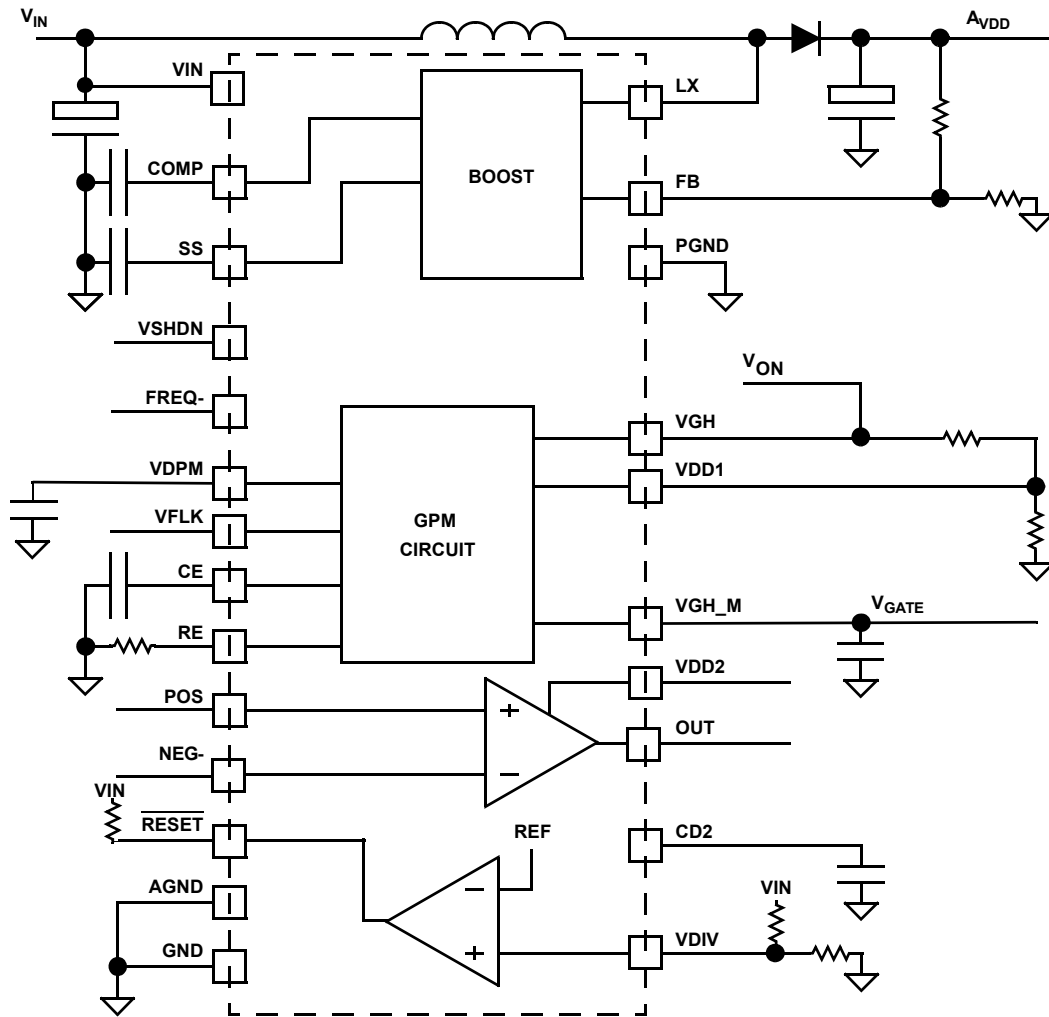 VIN
AVDD
VIN
LX
COMP
BOOST
FB
SS
PGND
VSHDN
VON
FREQ-
VGH
VDPM
VDD1
VFLK
GPM
CIRCUIT
CE
VGH_M
VGATE
RE
VDD2
POS
+
OUT
NEG-
−
VIN
RESET
REF
CD2
AGND
−
VIN
GND
+
VDIV